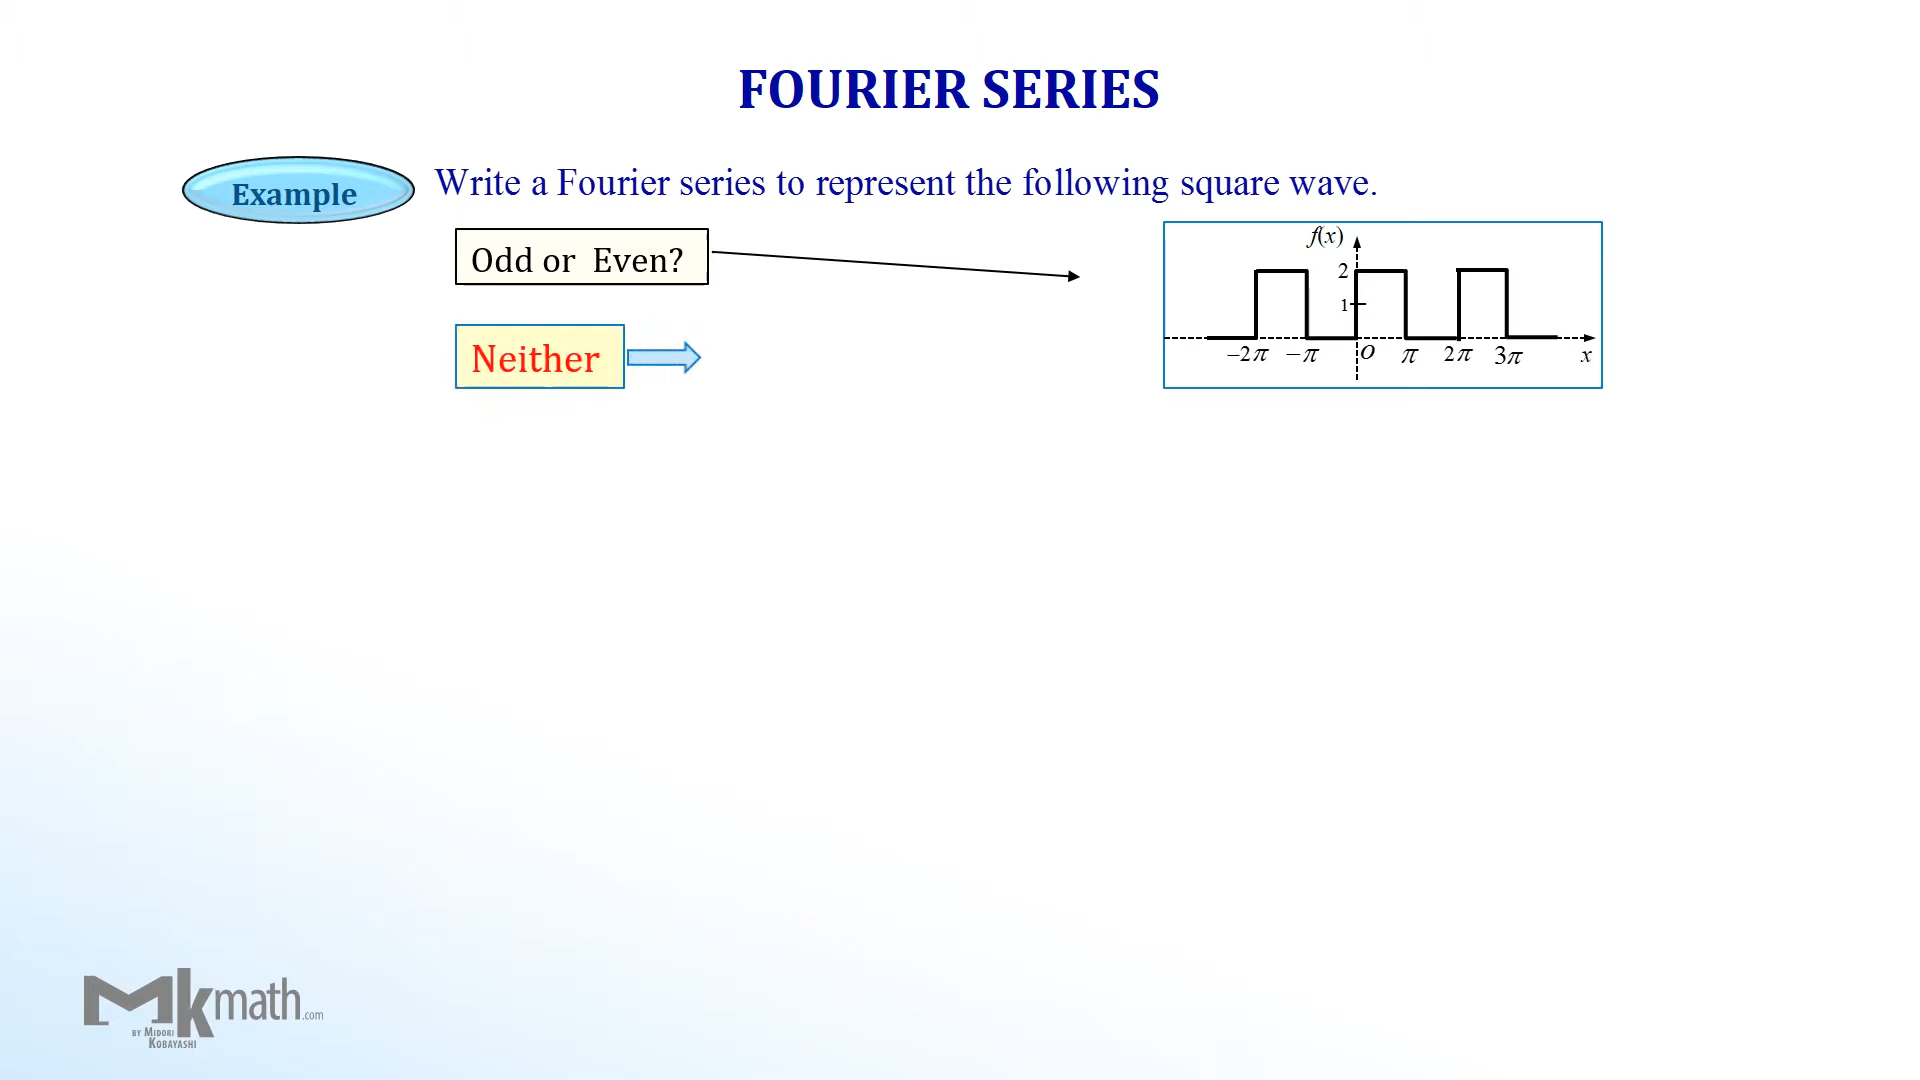 FOURIER SERIES
Example
Write a Fourier series to represent the following square wave.
Odd or Even?
f(x)
2
1
−2π −π O π 2π 3π x
Neither
Mkmath.com
BY MIDORI
KOBAYASHI